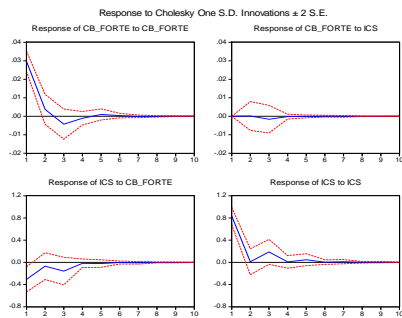 Response to Cholesky One S.D. Innovations ± 2 S.E.
Response of CB_FORTE to CB_FORTE
.04
.03
.02
.01
.00
-.01
-.02
1 2 3 4 5 6 7 8 9 10
Response of CB_FORTE to ICS
.04
.03
.02
.01
.00
-.01
-.02
1 2 3 4 5 6 7 8 9 10
Response of ICS to CB_FORTE
1.2
0.8
0.4
0.0
-0.4
-0.8
1 2 3 4 5 6 7 8 9 10
Response of ICS to ICS
1.2
0.8
0.4
0.0
-0.4
-0.8
1 2 3 4 5 6 7 8 9 10